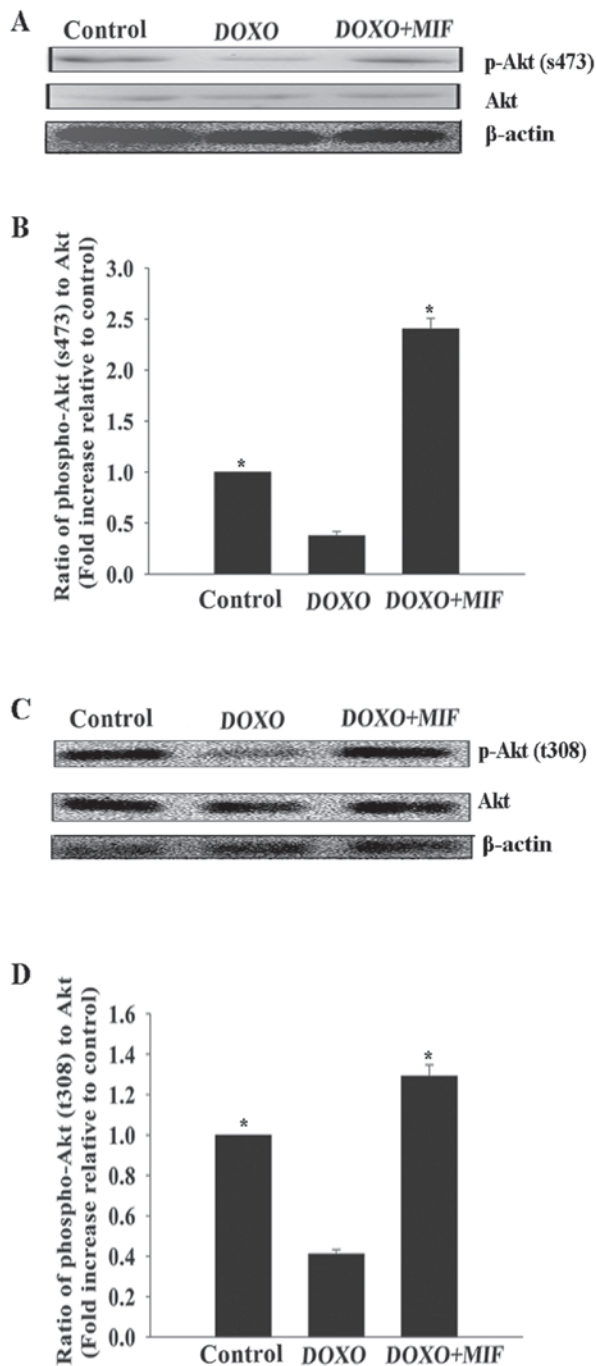 A
Control DOXO DOXO+MIF
p-Akt (s473)
Akt
β-actin
B
Ratio of phospho-Akt (s473) to Akt
(Fold increase relative to control)
3.0
2.5
2.0
1.5
1.0
0.5
0.0
*
*
Control DOXO DOXO+MIF
C
Control DOXO DOXO+MIF
p-Akt (t308)
Akt
β-actin
D
Ratio of phospho-Akt (t308) to Akt
(Fold increase relative to control)
1.6
1.4
1.2
1.0
0.8
0.6
0.4
0.2
0.0
*
*
Control DOXO DOXO+MIF